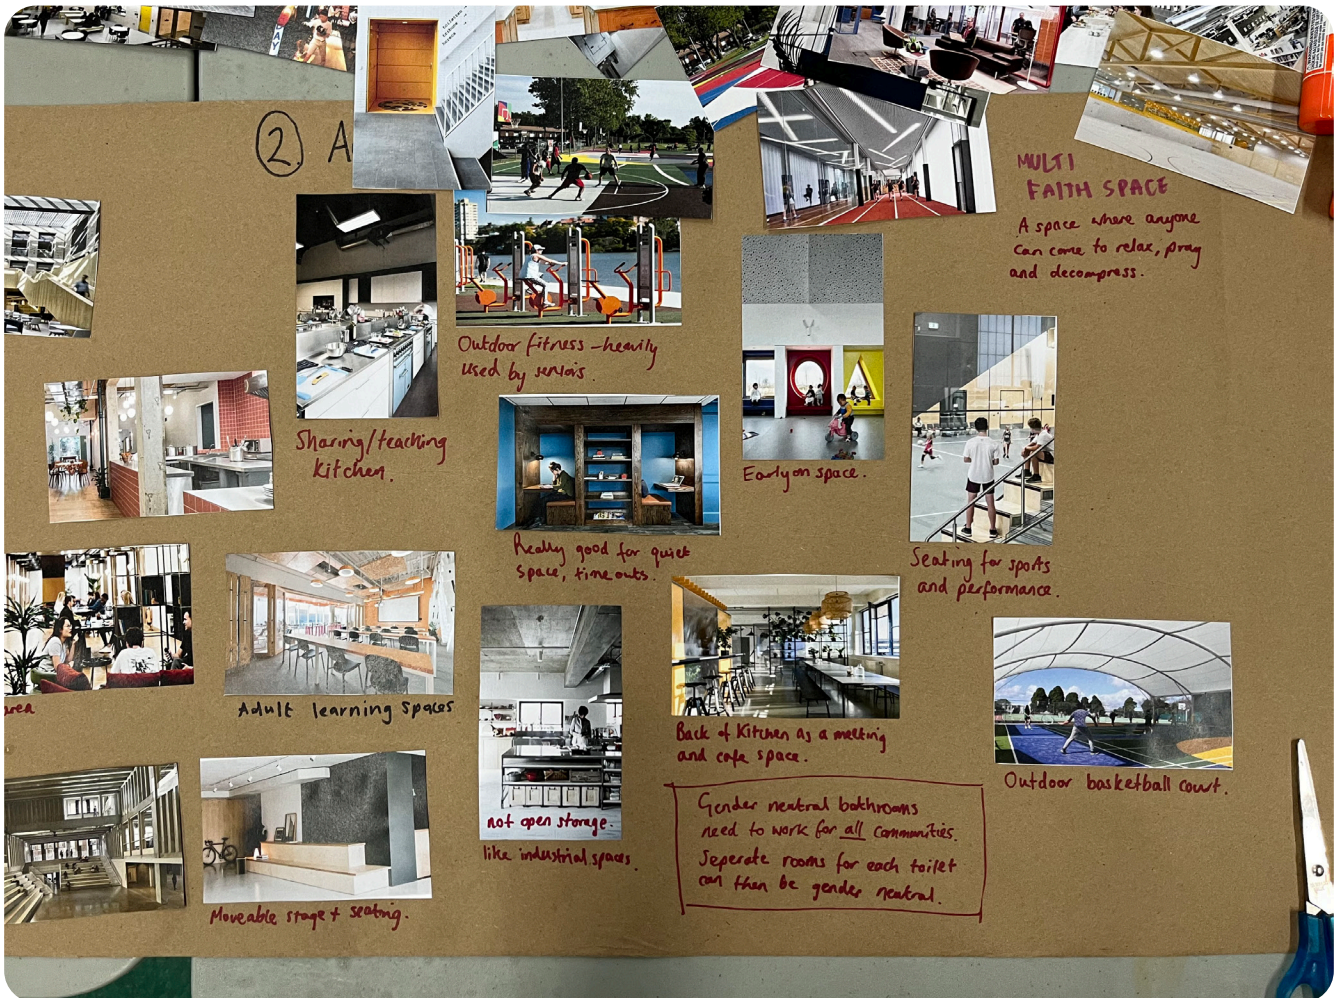 2. A
MULTI
FAITH SPACE
A space where anyone
can come to relax, pray
and decompress.
Outdoor fitness - heavily
used by seniors.
Sharing/teaching
kitchen.
Early on space.
Really good for quiet
space, time outs.
Seating for sports
and performance.
area
Adult learning spaces
not open storage.
like industrial spaces
Back of Kitchen as a melting
and cafe space.
Outdoor basketball court.
Gender neutral bathrooms
need to work for all communities.
Seperate rooms for each toilet
can then be gender neutral.
Moveable stage + seating.